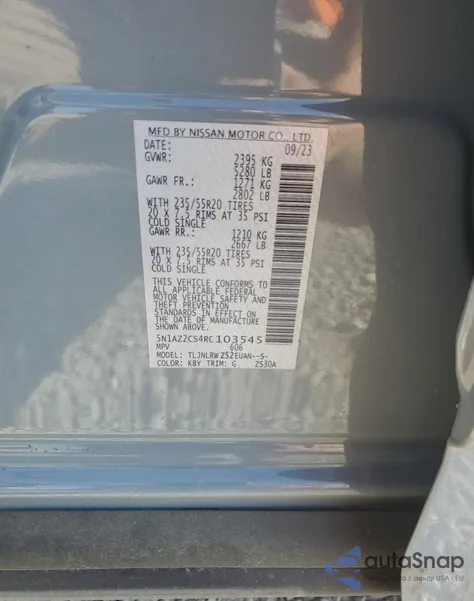 MFD BY NISSAN MOTOR CO., LTD.
DATE: 09/23
GVWR: 2395 KG
5280 LB
GAWR FR.: 1271 KG
2802 LB
WITH 235/55R20 TIRES
20 X 7.5 RIMS AT 35 PSI
COLD SINGLE
GAWR RR.: 1210 KG
2667 LB
WITH 235/55R20 TIRES
20 X 7.5 RIMS AT 35 PSI
COLD SINGLE
THIS VEHICLE CONFORMS TO
ALL APPLICABLE FEDERAL
MOTOR VEHICLE SAFETY AND
THEFT PREVENTION
STANDARDS IN EFFECT ON
THE DATE OF MANUFACTURE
SHOWN ABOVE.
5N1AZ2CS4RC103545
MPV 606
MODEL: TLJNLRWZ52EUAN--S-
COLOR: KBY TRIM: G ZS30A
autoSnap
USA I EU